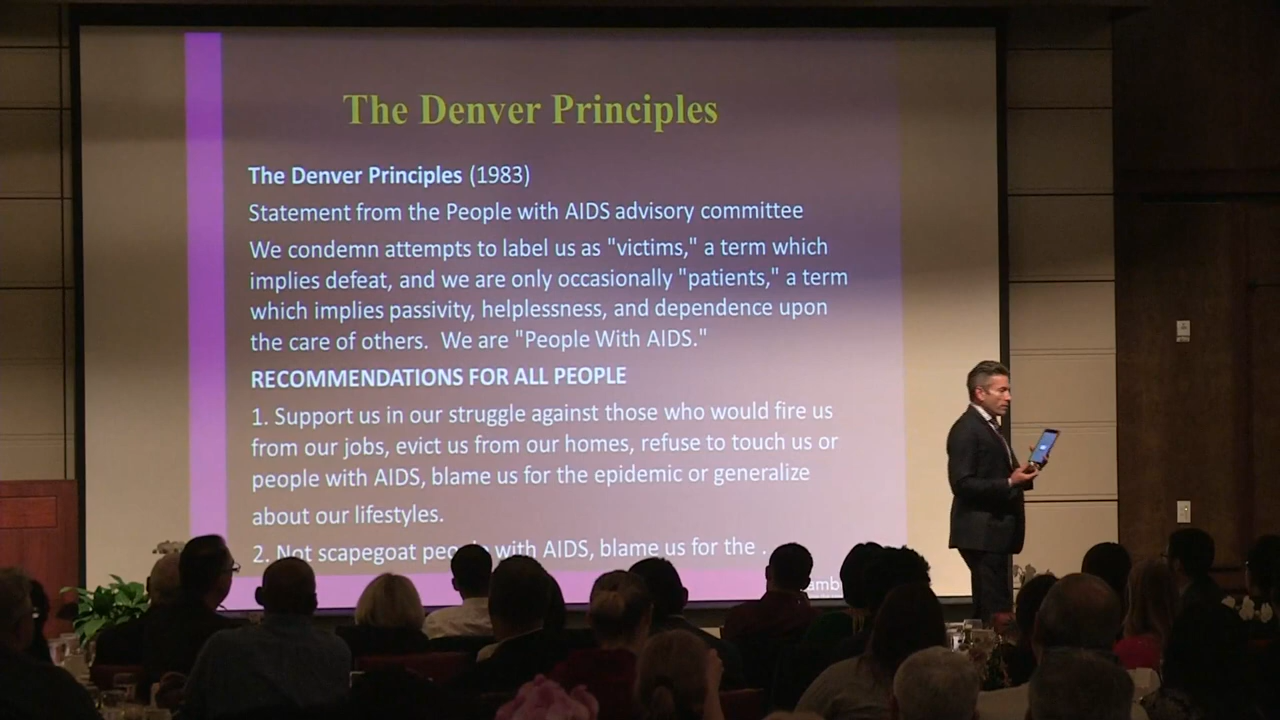 The Denver Principles
The Denver Principles (1983)
Statement from the People with AIDS advisory committee
We condemn attempts to label us as "victims," a term which
implies defeat, and we are only occasionally "patients," a term
which implies passivity, helplessness, and dependence upon
the care of others. We are "People With AIDS."
RECOMMENDATIONS FOR ALL PEOPLE
1. Support us in our struggle against those who would fire us
from our jobs, evict us from our homes, refuse to touch us or
people with AIDS, blame us for the epidemic or generalize
about our lifestyles.
2. Not scapegoat people with AIDS, blame us for the .